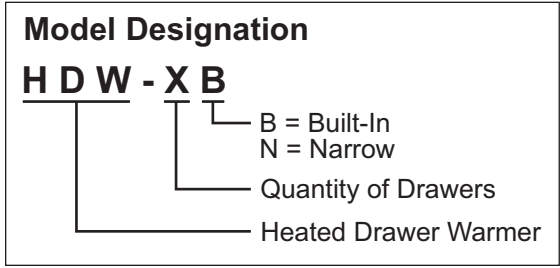 Model Designation
H D W - X B
B = Built-In
N = Narrow
Quantity of Drawers
Heated Drawer Warmer